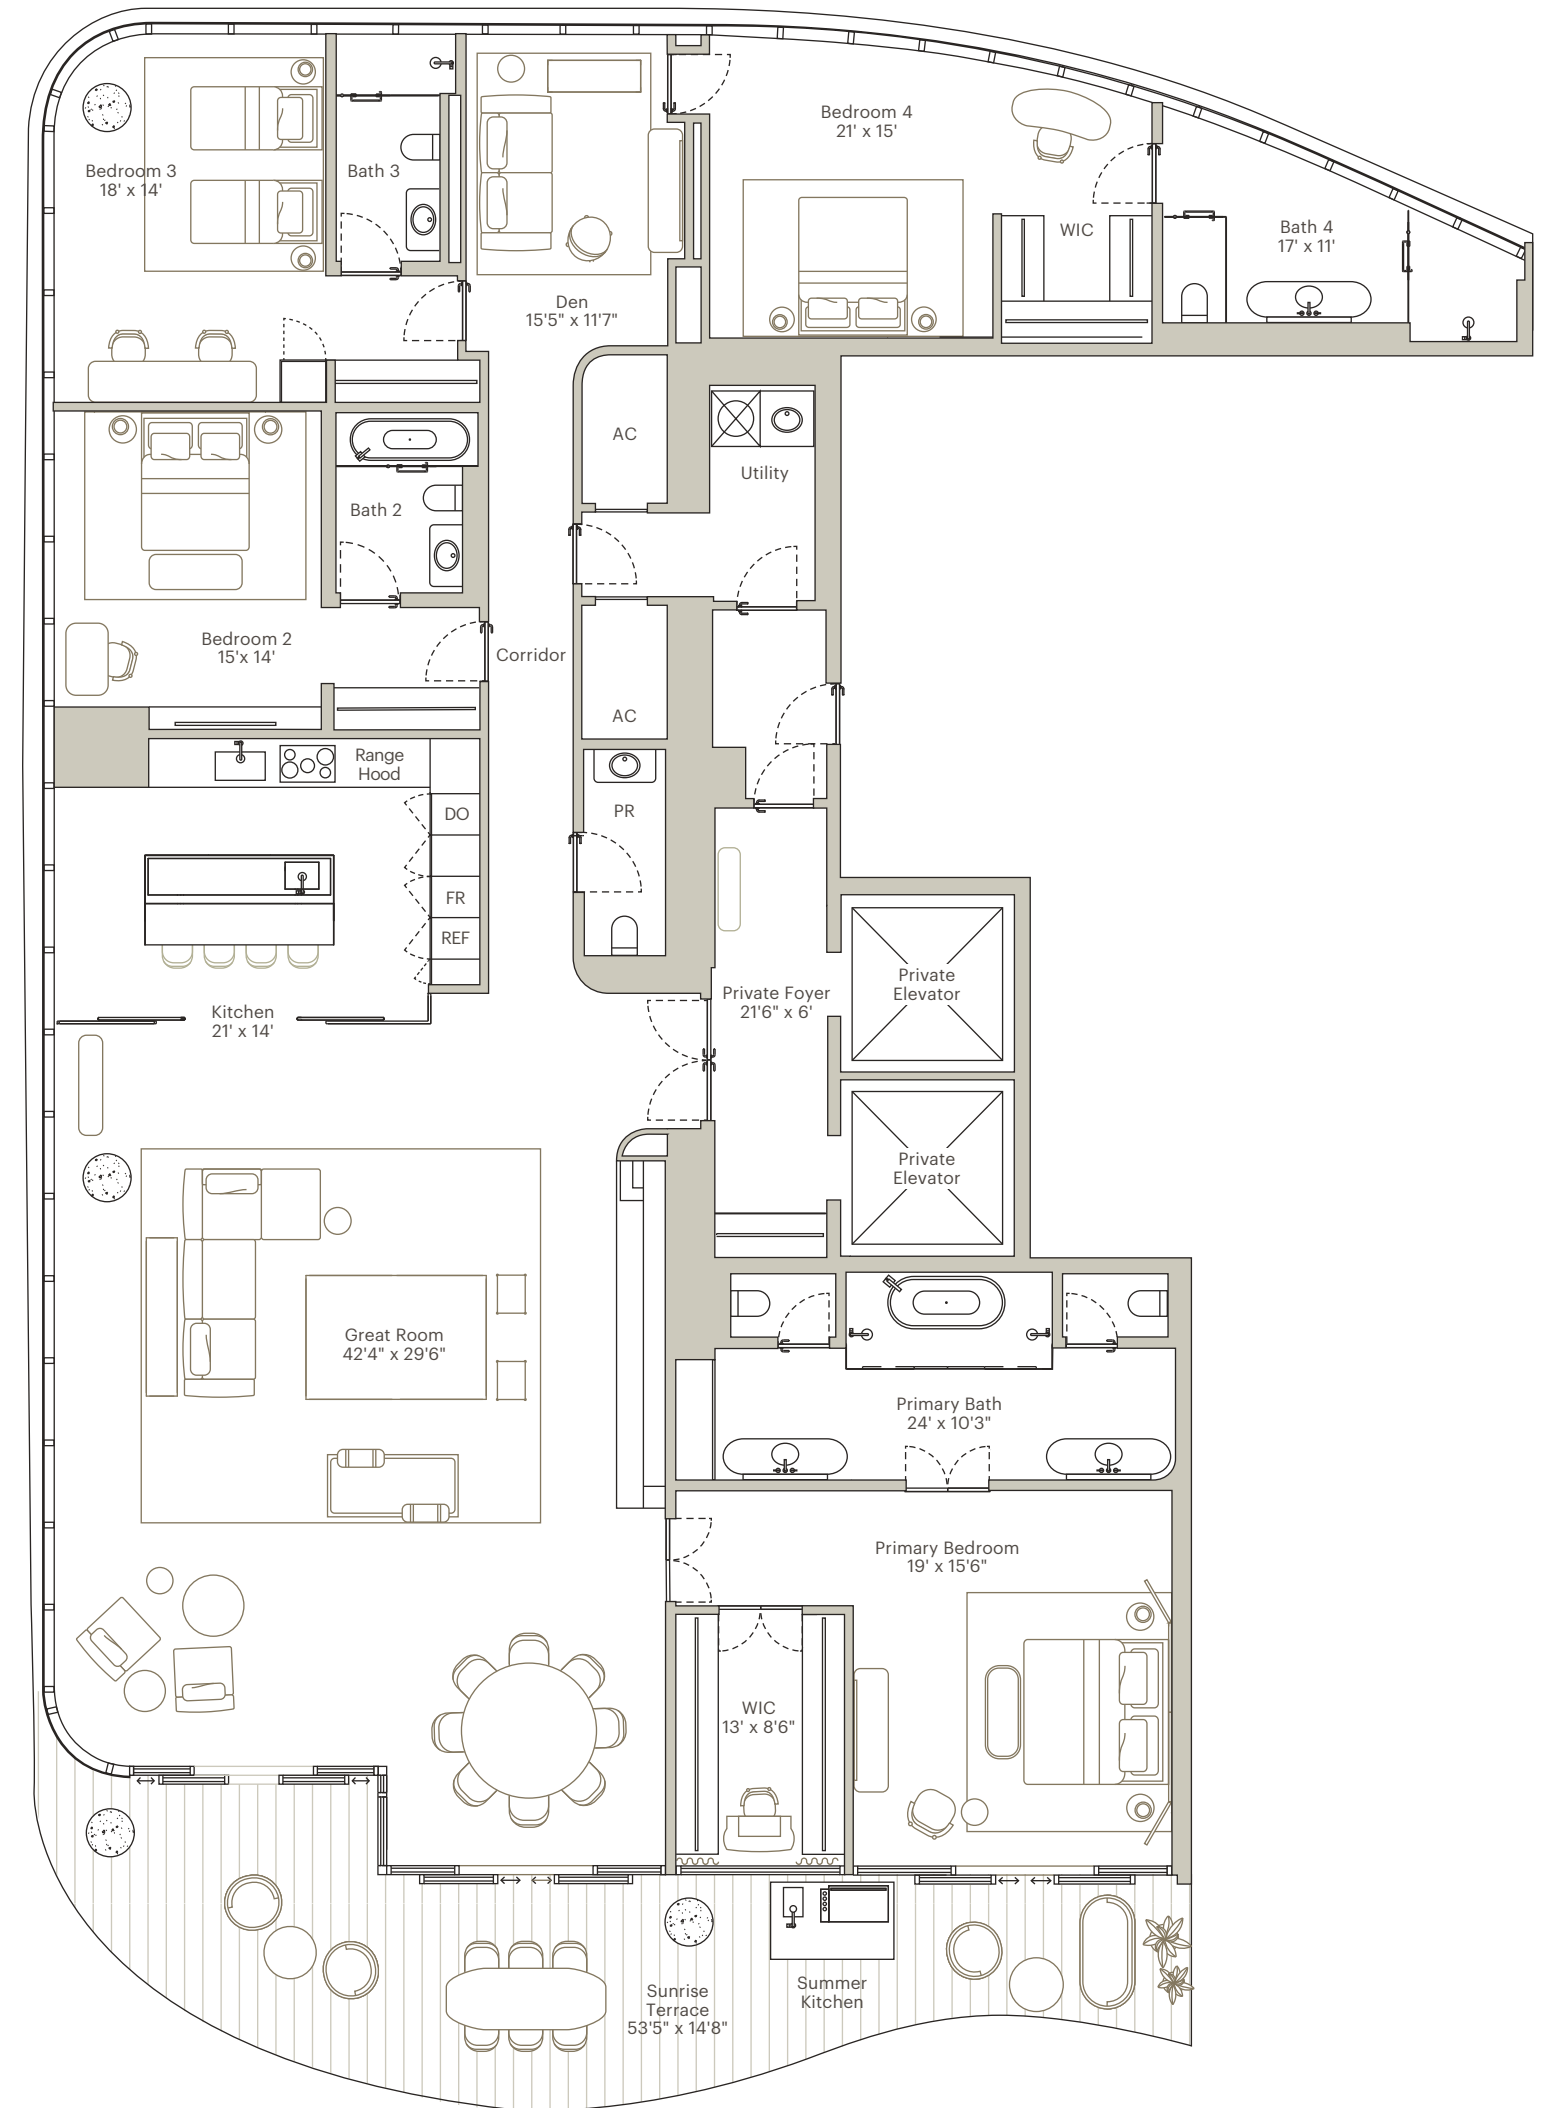 Bedroom 4
21' x 15'
Bedroom 3
18' x 14'
Bath 3
WIC
Bath 4
17' x 11'
Den
15'5" x 11'7"
AC
Utility
Bath 2
Bedroom 2
15'x 14'
Corridor
AC
Range
Hood
DO
PR
FR
REF
Kitchen
21' x 14'
Private Foyer
21'6" x 6'
Private
Elevator
Private
Elevator
Great Room
42'4" x 29'6"
Primary Bath
24' x 10'3"
Primary Bedroom
19' x 15'6"
WIC
13' x 8'6"
Sunrise
Terrace
53'5" x 14'8"
Summer
Kitchen